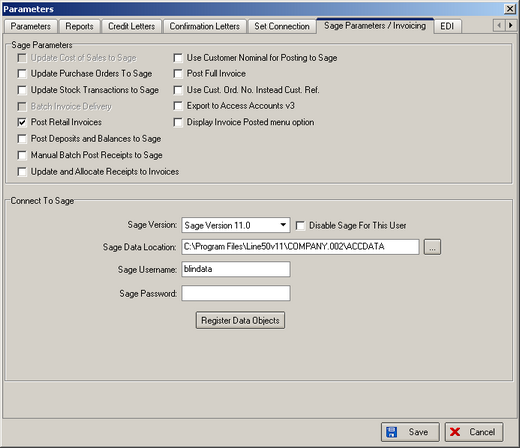 Parameters
Parameters Reports Credit Letters Confirmation Letters Set Connection Sage Parameters / Invoicing EDI
Sage Parameters
Update Cost of Sales to Sage Use Customer Nominal for Posting to Sage
Update Purchase Orders To Sage Post Full Invoice
Update Stock Transactions to Sage Use Cust. Ord. No. Instead Cust. Ref.
Batch Invoice Delivery Export to Access Accounts v3
Post Retail Invoices Display Invoice Posted menu option
Post Deposits and Balances to Sage
Manual Batch Post Receipts to Sage
Update and Allocate Receipts to Invoices
Connect To Sage
Sage Version: Sage Version 11.0 Disable Sage For This User
Sage Data Location: C:\Program Files\Line50v11\COMPANY.002\ACCDATA ...
Sage Username: blindata
Sage Password:
Register Data Objects
Save Cancel